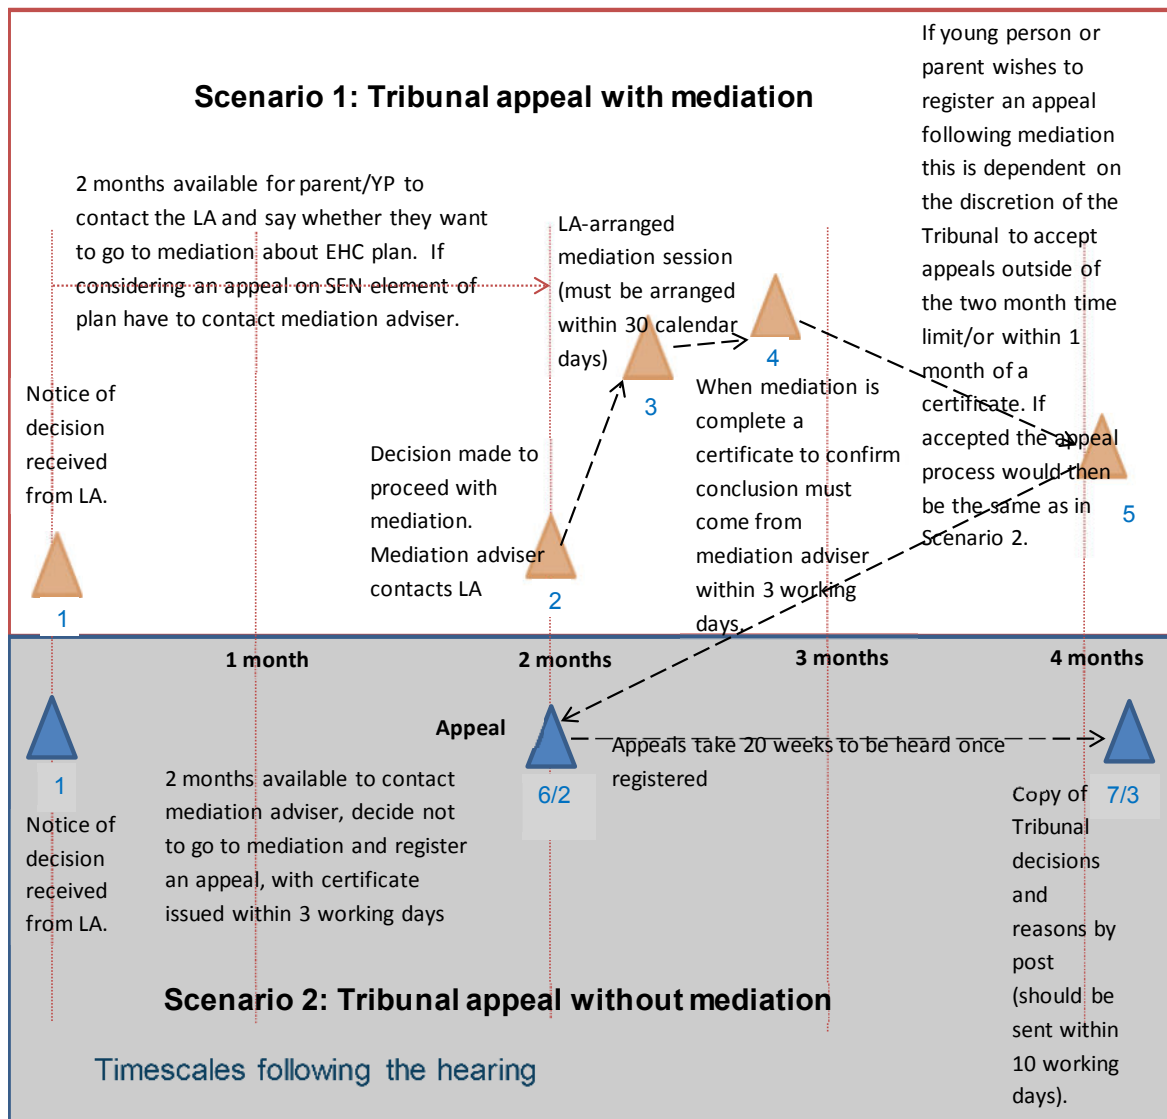 Scenario 1: Tribunal appeal with mediation
2 months available for parent/YP to
contact the LA and say whether they want
to go to mediation about EHC plan. If
considering an appeal on SEN element of
plan have to contact mediation adviser.
Notice of
decision
received
from LA.
1
Decision made to
proceed with
mediation.
Mediation adviser
contacts LA
2
LA-arranged
mediation session
(must be arranged
within 30 calendar
days)
3
4
When mediation is
complete a
certificate to confirm
conclusion must
come from
mediation adviser
within 3 working
days.
If young person or
parent wishes to
register an appeal
following mediation
this is dependent on
the discretion of the
Tribunal to accept
appeals outside of
the two month time
limit/or within 1
month of a
certificate. If
accepted the appeal
process would then
be the same as in
Scenario 2.
5
1 month
2 months
3 months
4 months
1
Notice of
decision
received
from LA.
2 months available to contact
mediation adviser, decide not
to go to mediation and register
an appeal, with certificate
issued within 3 working days
Appeal
6/2
Appeals take 20 weeks to be heard once
registered
7/3
Copy of
Tribunal
decisions
and
reasons by
post
(should be
sent within
10 working
days).
Scenario 2: Tribunal appeal without mediation
Timescales following the hearing